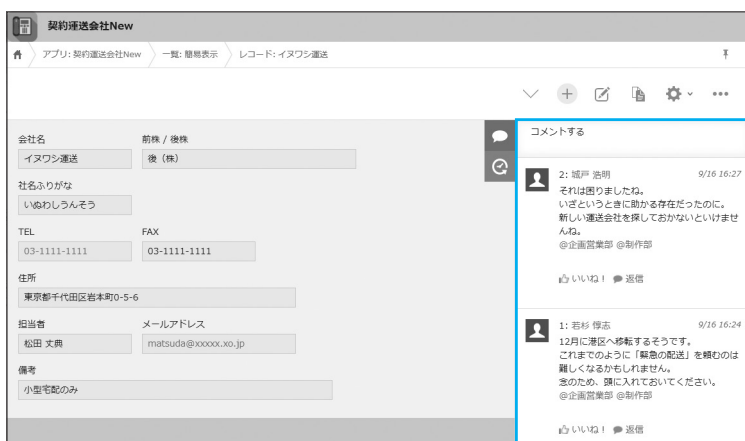 契約運送会社New
アプリ: 契約運送会社New 一覧: 簡易表示 レコード: イヌワシ運送
会社名 前株 / 後株
イヌワシ運送 後（株）
社名ふりがな
いぬわしうんそう
TEL FAX
03-1111-1111 03-1111-1111
住所
東京都千代田区岩本町0-5-6
担当者 メールアドレス
松田 丈典 matsuda@xxxxx.xo.jp
備考
小型宅配のみ
コメントする
2: 城戸 浩明 9/16 16:27
それは困りましたね。
いざというときに助かる存在だったのに。
新しい運送会社を探しておかないといけませ
んね。
@企画営業部 @制作部
いいね！ 返信
1: 若杉 惇志 9/16 16:24
12月に港区へ移転するそうです。
これまでのように「緊急の配送」を頼むのは
難しくなるかもしれません。
念のため、頭に入れておいてください。
@企画営業部 @制作部
いいね！ 返信